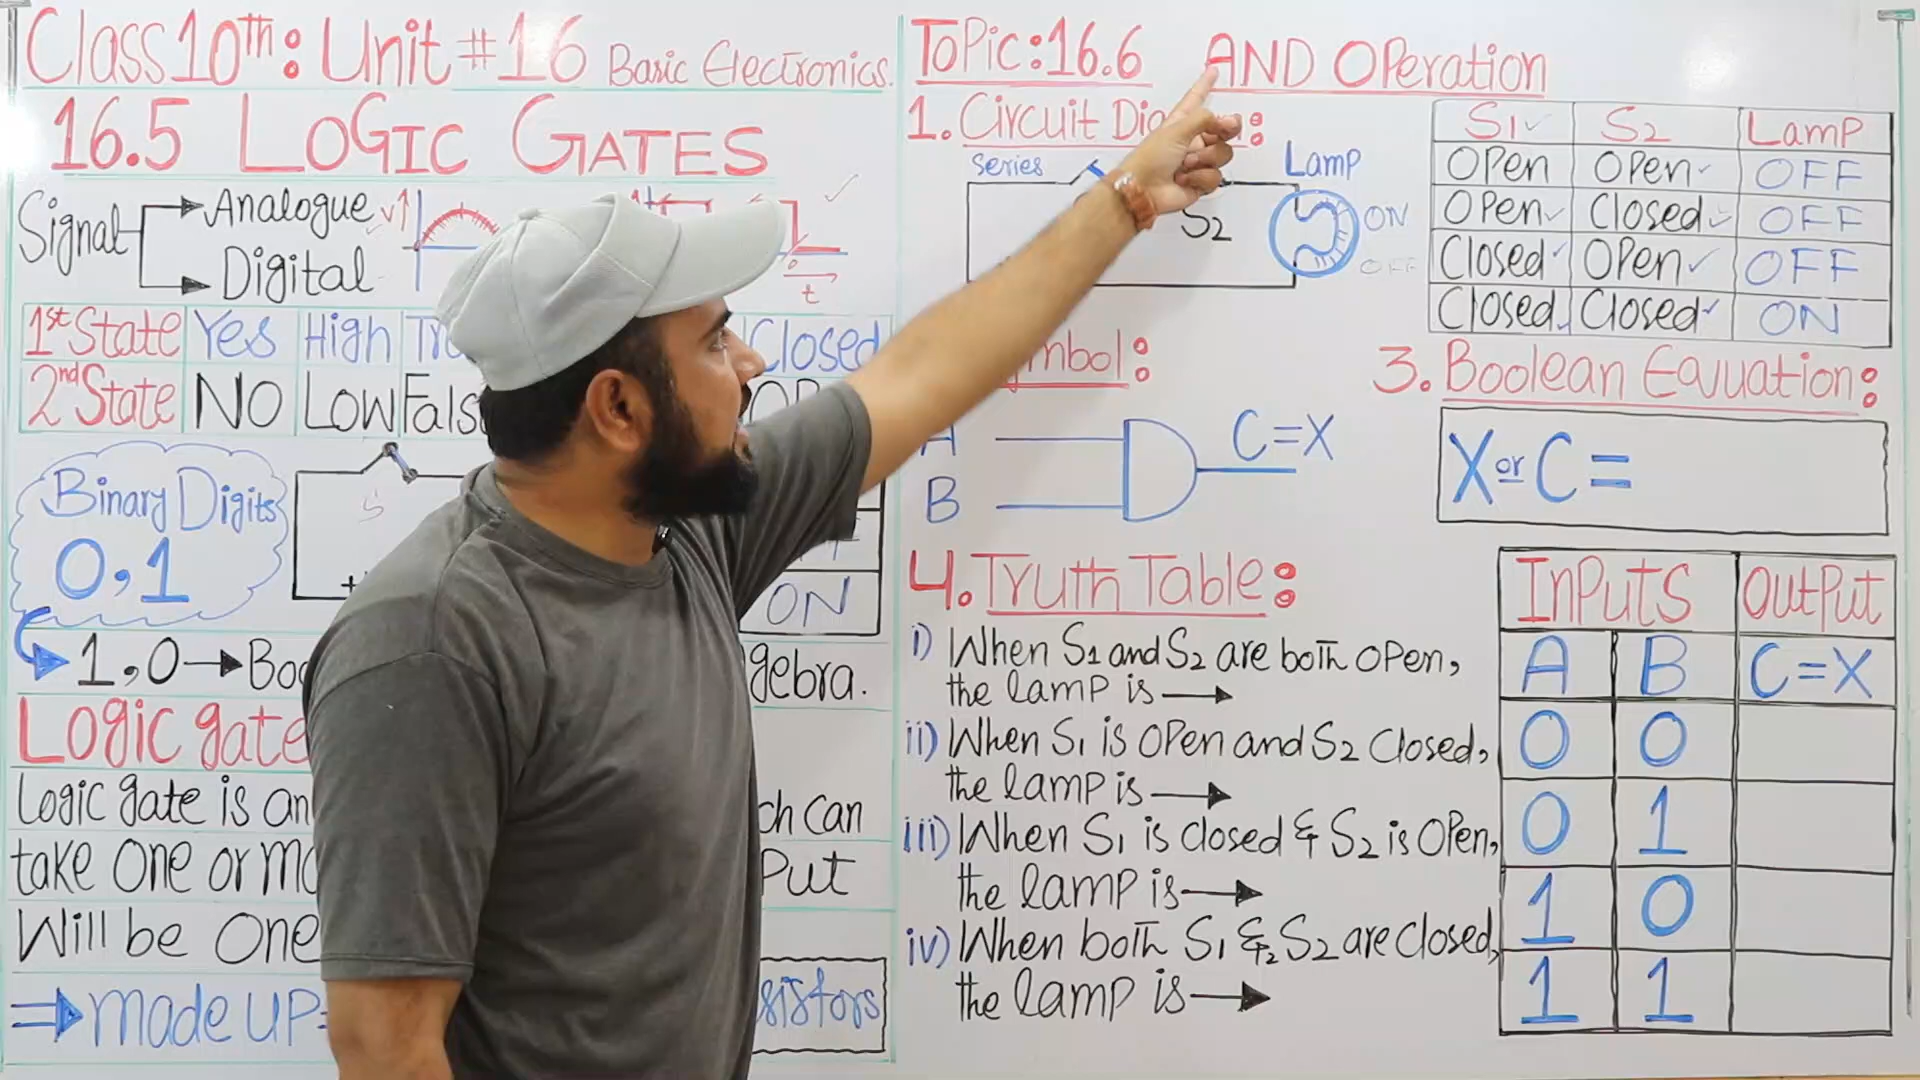 Class 10th: Unit #16 Basic Electronics.
16.5 LOGIC GATES
Signal
Analogue
Digital
V
t
1st State Yes High Closed
2nd State NO Low
Binary Digits
0,1
S
1,0
gebra.
Logic gate
Logic gate is an
ch can
take one or
Put
Will be one
made up
sistors
ON
Topic:16.6 AND Operation
1. Circuit
series
S2
Lamp
ON
OFF
S1 S2 Lamp
Open Open OFF
Open Closed OFF
Closed Open OFF
Closed Closed ON
mbol:
A
B
C=X
3. Boolean Eauuation:
X or C =
4. Truth Table:
i) When S1 and S2 are both open,
the lamp is
ii) When S1 is open and S2 closed,
the lamp is
iii) When S1 is closed & S2 is open,
the lamp is
iv) When both S1 & S2 are closed,
the lamp is
Inputs Output
A B C=X
0 0
0 1
1 0
1 1